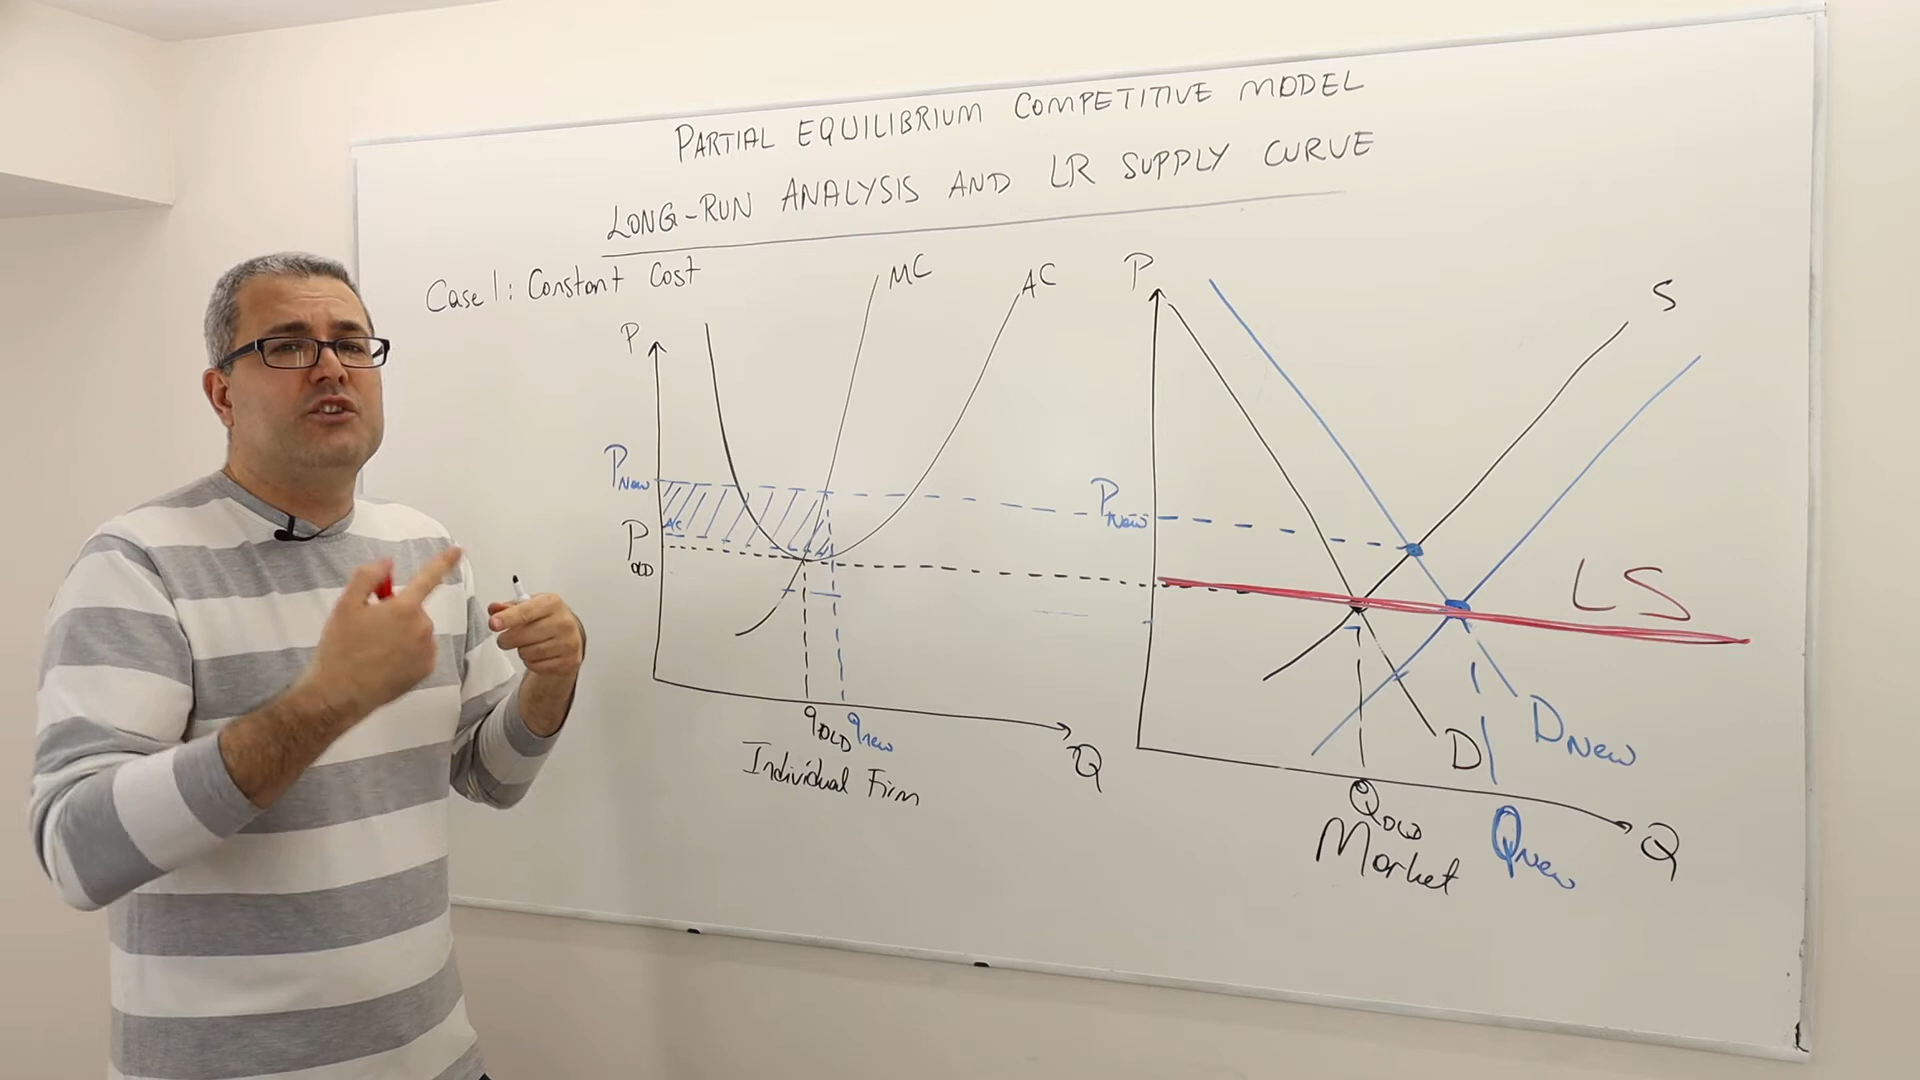 PARTIAL EQUILIBRIUM COMPETITIVE MODEL
LONG-RUN ANALYSIS AND LR SUPPLY CURVE
Case 1: Constant Cost
P
MC
AC
PNew
AC
POLD
qOLD
qnew
Q
Individual Firm
P
S
PNew
LS
D
DNew
QOLD
QNew
Q
Market